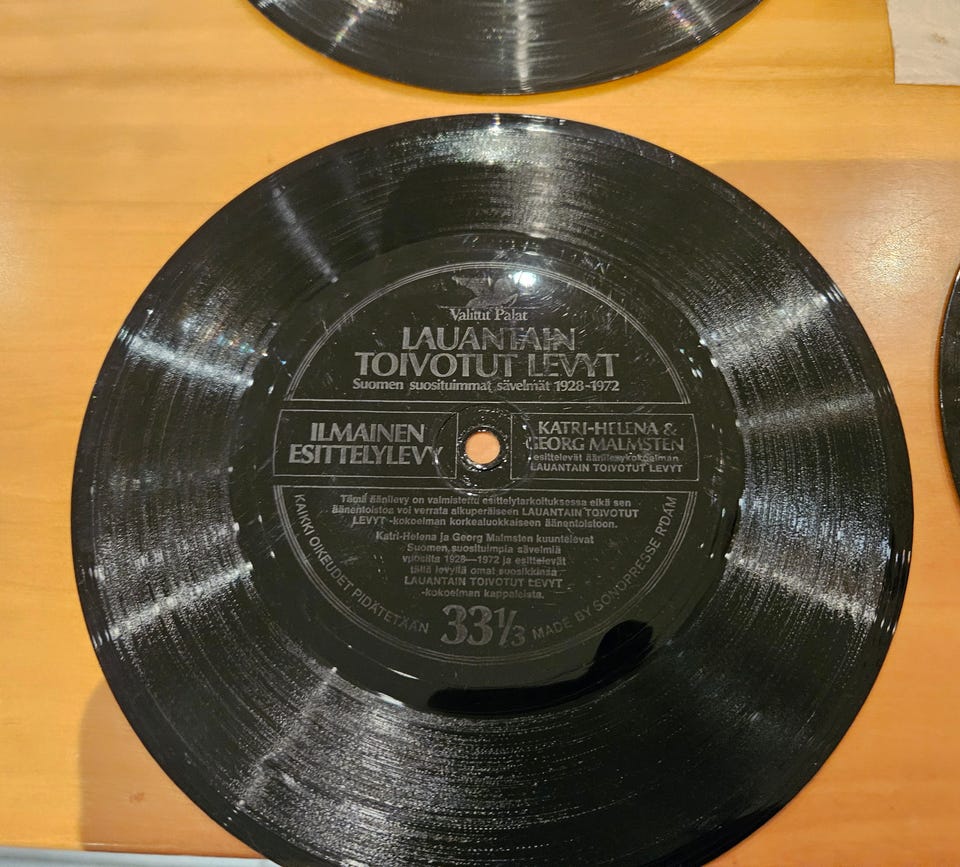 Valitut Palat
LAUANTAIN
TOIVOTUT LEVYT
Suomen suosituimmat sävelmät 1928-1972
ILMAINEN
ESITTELYLEVY
KATRI-HELENA &
GEORG MALMSTEN
esittelevät äänilevykokoelman
LAUANTAIN TOIVOTUT LEVYT
Tämä äänilevy on valmistettu esittelytarkoituksessa eikä sen
äänentoistoa voi verrata alkuperäiseen LAUANTAIN TOIVOTUT
LEVYT -kokoelman korkealuokkaiseen äänentoistoon.
Katri-Helena ja Georg Malmsten kuuntelevat
Suomen suosituimpia sävelmiä
vuosilta 1928—1972 ja esittelevät
tällä levyllä omat suosikkinsa
LAUANTAIN TOIVOTUT LEVYT
-kokoelman kappaleista.
KAIKKI OIKEUDET PIDÄTETÄÄN
33⅓
MADE BY SONOPRESSE R'DAM